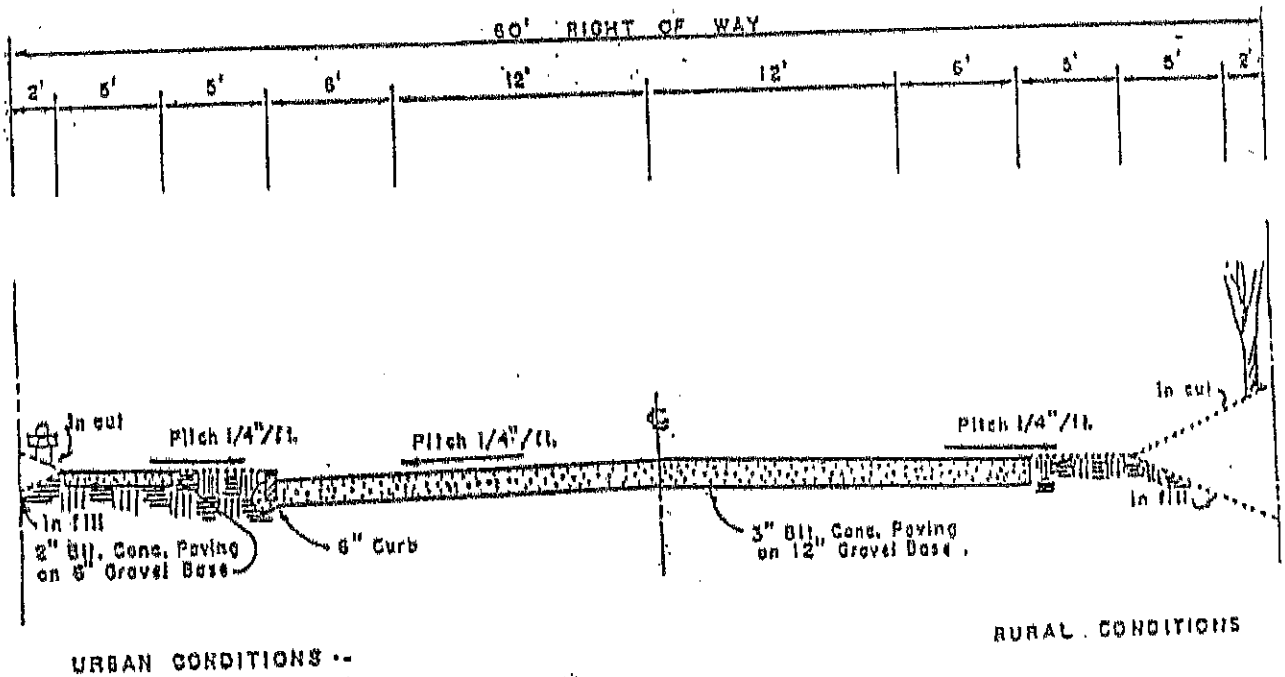 60' RIGHT OF WAY
2' 5' 5' 6' 12' 12' 6' 5' 5' 2'
In cut
Pitch 1/4"/ft.
Pitch 1/4"/ft.
℄
Pitch 1/4"/ft.
In cut
In fill
2" Bit. Conc. Paving
on 6" Gravel Base
6" Curb
3" Bit. Conc. Paving
on 12" Gravel Base.
In fill
URBAN CONDITIONS
RURAL CONDITIONS